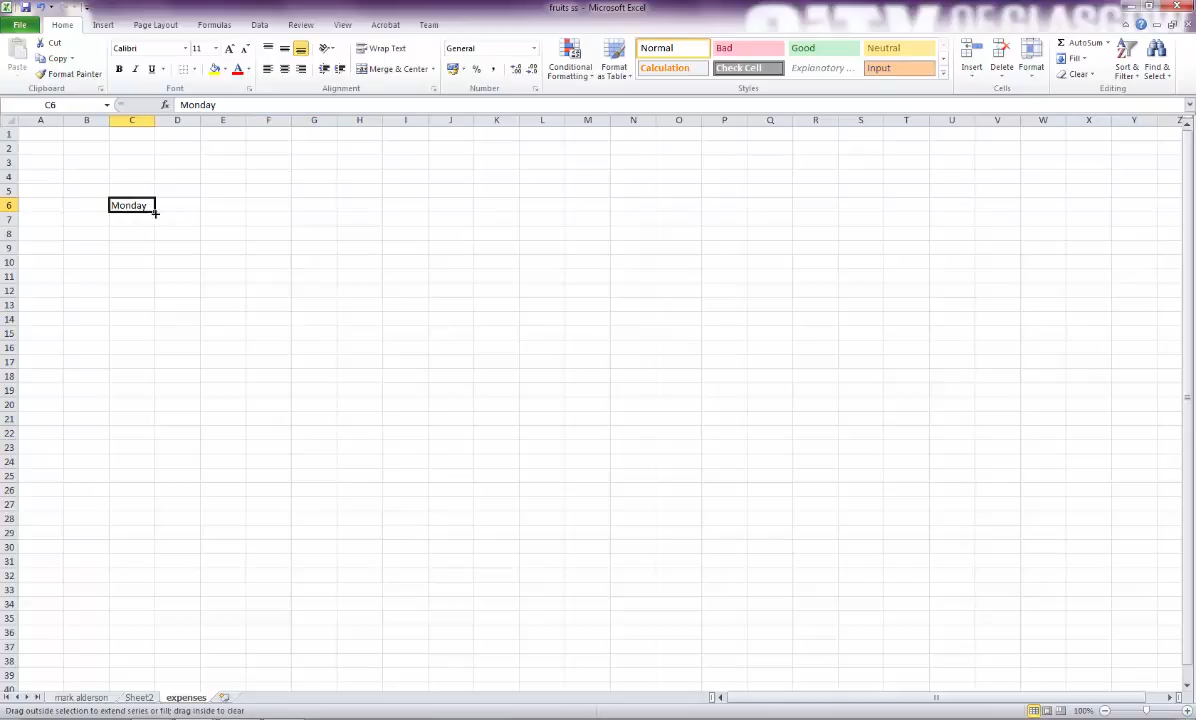 fruits ss - Microsoft Excel
OF GLASG
File Home Insert Page Layout Formulas Data Review View Acrobat Team
Paste
Cut
Copy
Format Painter
Clipboard
Calibri 11
B I U A
Font
Wrap Text
Merge & Center
Alignment
General
% ,
Number
Conditional Formatting
Format as Table
Normal Bad Good Neutral
Calculation Check Cell Explanatory ... Input
Styles
Insert Delete Format
Cells
Σ AutoSum
Fill
Clear
Sort & Filter
Find & Select
Editing
C6 fx Monday
A B C D E F G H I J K L M N O P Q R S T U V W X Y Z
1
2
3
4
5
6 Monday
7
8
9
10
11
12
13
14
15
16
17
18
19
20
21
22
23
24
25
26
27
28
29
30
31
32
33
34
35
36
37
38
39
40
mark alderson Sheet2 expenses
Drag outside selection to extend series or fill; drag inside to clear
100%